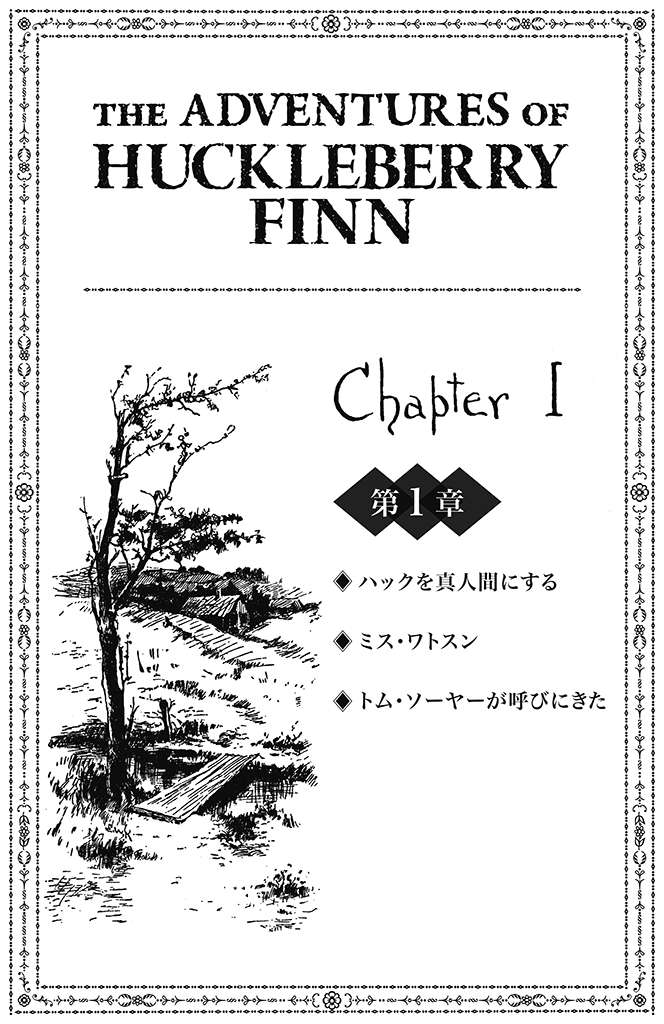 THE ADVENTURES OF
HUCKLEBERRY
FINN
Chapter I
第1章
ハックを真人間にする
ミス・ワトスン
トム・ソーヤーが呼びにきた